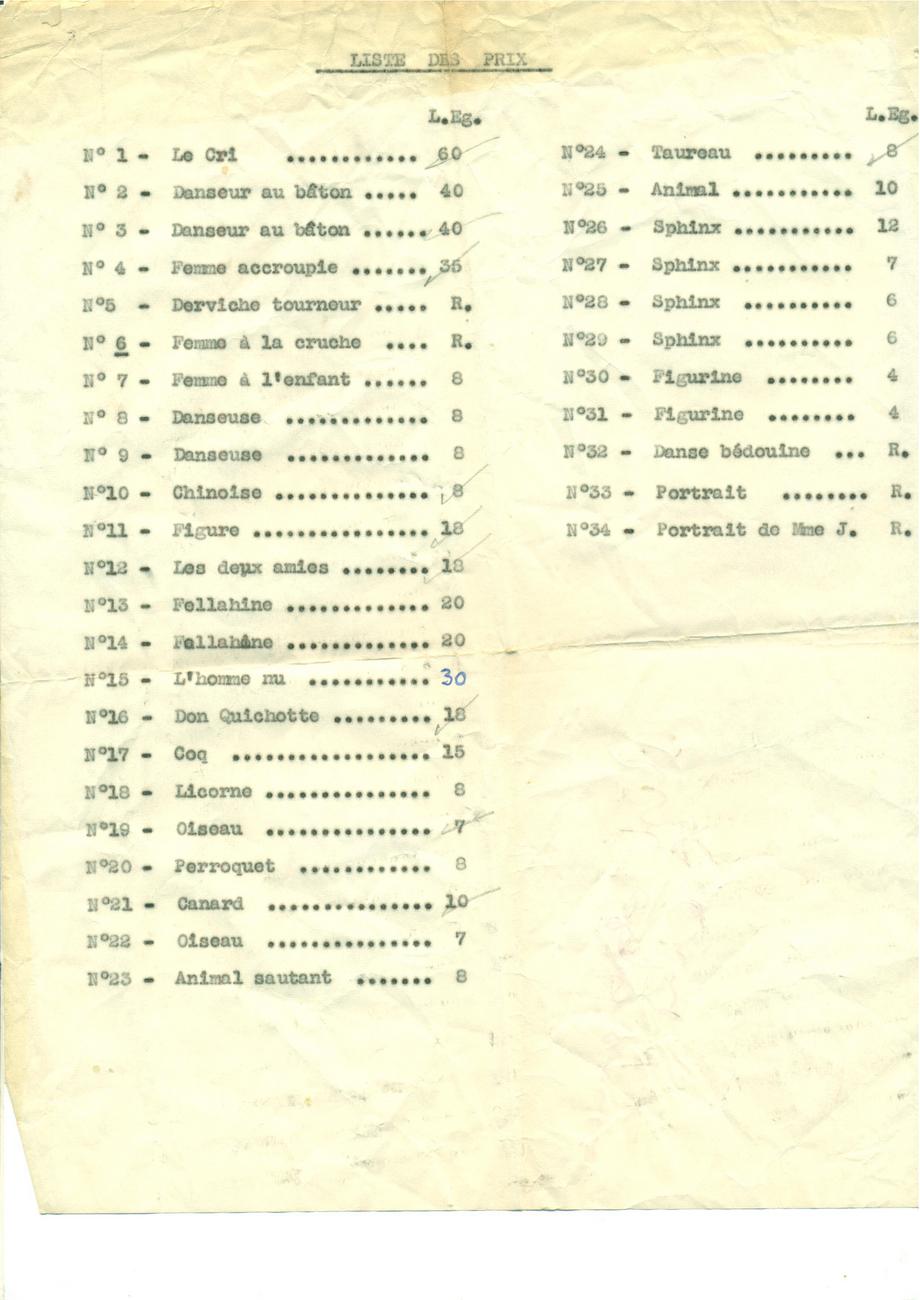 LISTE DES PRIX
L.Eg.
N° 1 - Le Cri ............ 60
N° 2 - Danseur au bâton ..... 40
N° 3 - Danseur au bâton ...... 40
N° 4 - Femme accroupie ....... 35
N°5 - Derviche tourneur ..... R.
N° 6 - Femme à la cruche .... R.
N° 7 - Femme à l'enfant ...... 8
N° 8 - Danseuse ............. 8
N° 9 - Danseuse ............. 8
N°10 - Chinoise .............. 8
N°11 - Figure ................ 18
N°12 - Les deux amies ........ 18
N°13 - Fellahine ............. 20
N°14 - Fellahine ............. 20
N°15 - L'homme nu ........... 30
N°16 - Don Quichotte ......... 18
N°17 - Coq .................. 15
N°18 - Licorne ............... 8
N°19 - Oiseau ............... 7
N°20 - Perroquet ............ 8
N°21 - Canard ............... 10
N°22 - Oiseau ............... 7
N°23 - Animal sautant ....... 8
L.Eg.
N°24 - Taureau ......... 8
N°25 - Animal ........... 10
N°26 - Sphinx ........... 12
N°27 - Sphinx ........... 7
N°28 - Sphinx .......... 6
N°29 - Sphinx .......... 6
N°30 - Figurine ........ 4
N°31 - Figurine ........ 4
N°32 - Danse bédouine ... R.
N°33 - Portrait ........ R.
N°34 - Portrait de Mme J. R.